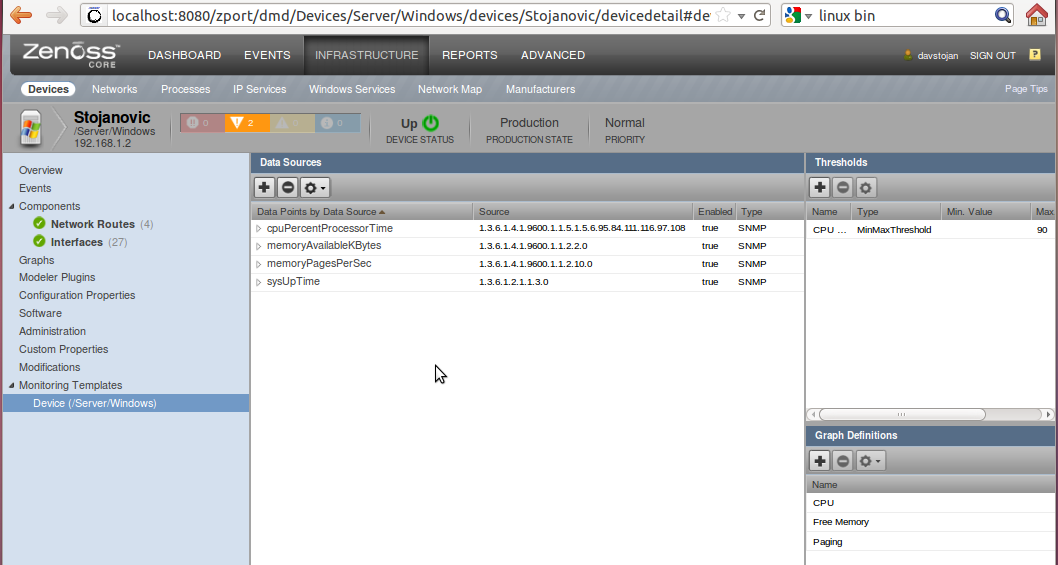 localhost:8080/zport/dmd/Devices/Server/Windows/devices/Stojanovic/devicedetail#de
linux bin
Zenoss CORE
DASHBOARD EVENTS INFRASTRUCTURE REPORTS ADVANCED
davstojan SIGN OUT ?
Devices Networks Processes IP Services Windows Services Network Map Manufacturers
Page Tips
Stojanovic
/Server/Windows
192.168.1.2
0 2 0
Up
DEVICE STATUS
Production
PRODUCTION STATE
Normal
PRIORITY
Overview
Events
Components
Network Routes (4)
Interfaces (27)
Graphs
Modeler Plugins
Configuration Properties
Software
Administration
Custom Properties
Modifications
Monitoring Templates
Device (/Server/Windows)
Data Sources
Data Points by Data Source Source Enabled Type
cpuPercentProcessorTime 1.3.6.1.4.1.9600.1.1.5.1.5.6.95.84.111.116.97.108 true SNMP
memoryAvailableKBytes 1.3.6.1.4.1.9600.1.1.2.2.0 true SNMP
memoryPagesPerSec 1.3.6.1.4.1.9600.1.1.2.10.0 true SNMP
sysUpTime 1.3.6.1.2.1.1.3.0 true SNMP
Thresholds
Name Type Min. Value Max
CPU ... MinMaxThreshold 90
Graph Definitions
Name
CPU
Free Memory
Paging